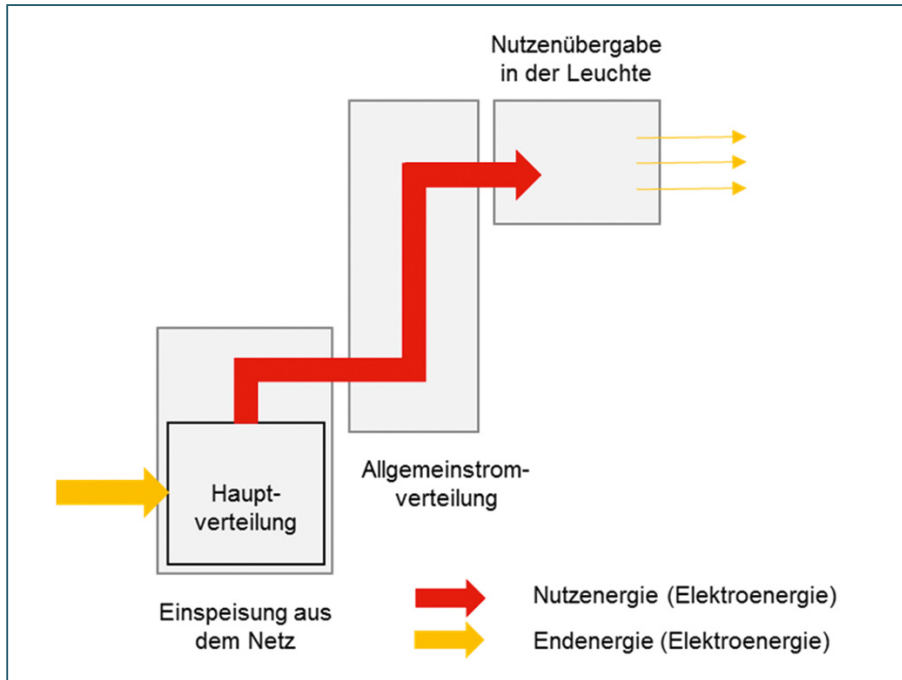 Nutzenübergabe
in der Leuchte
Haupt-
verteilung
Allgemeinstrom-
verteilung
Einspeisung aus
dem Netz
Nutzenergie (Elektroenergie)
Endenergie (Elektroenergie)